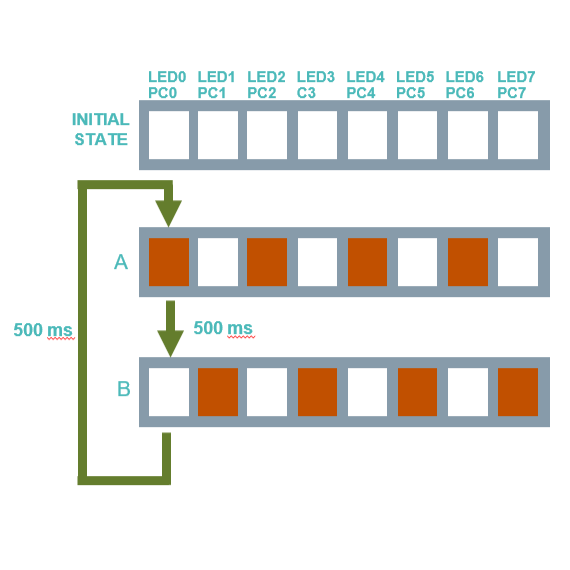 LED0 LED1 LED2 LED3 LED4 LED5 LED6 LED7
PC0 PC1 PC2 C3 PC4 PC5 PC6 PC7
INITIAL
STATE
A
500 ms
500 ms
B